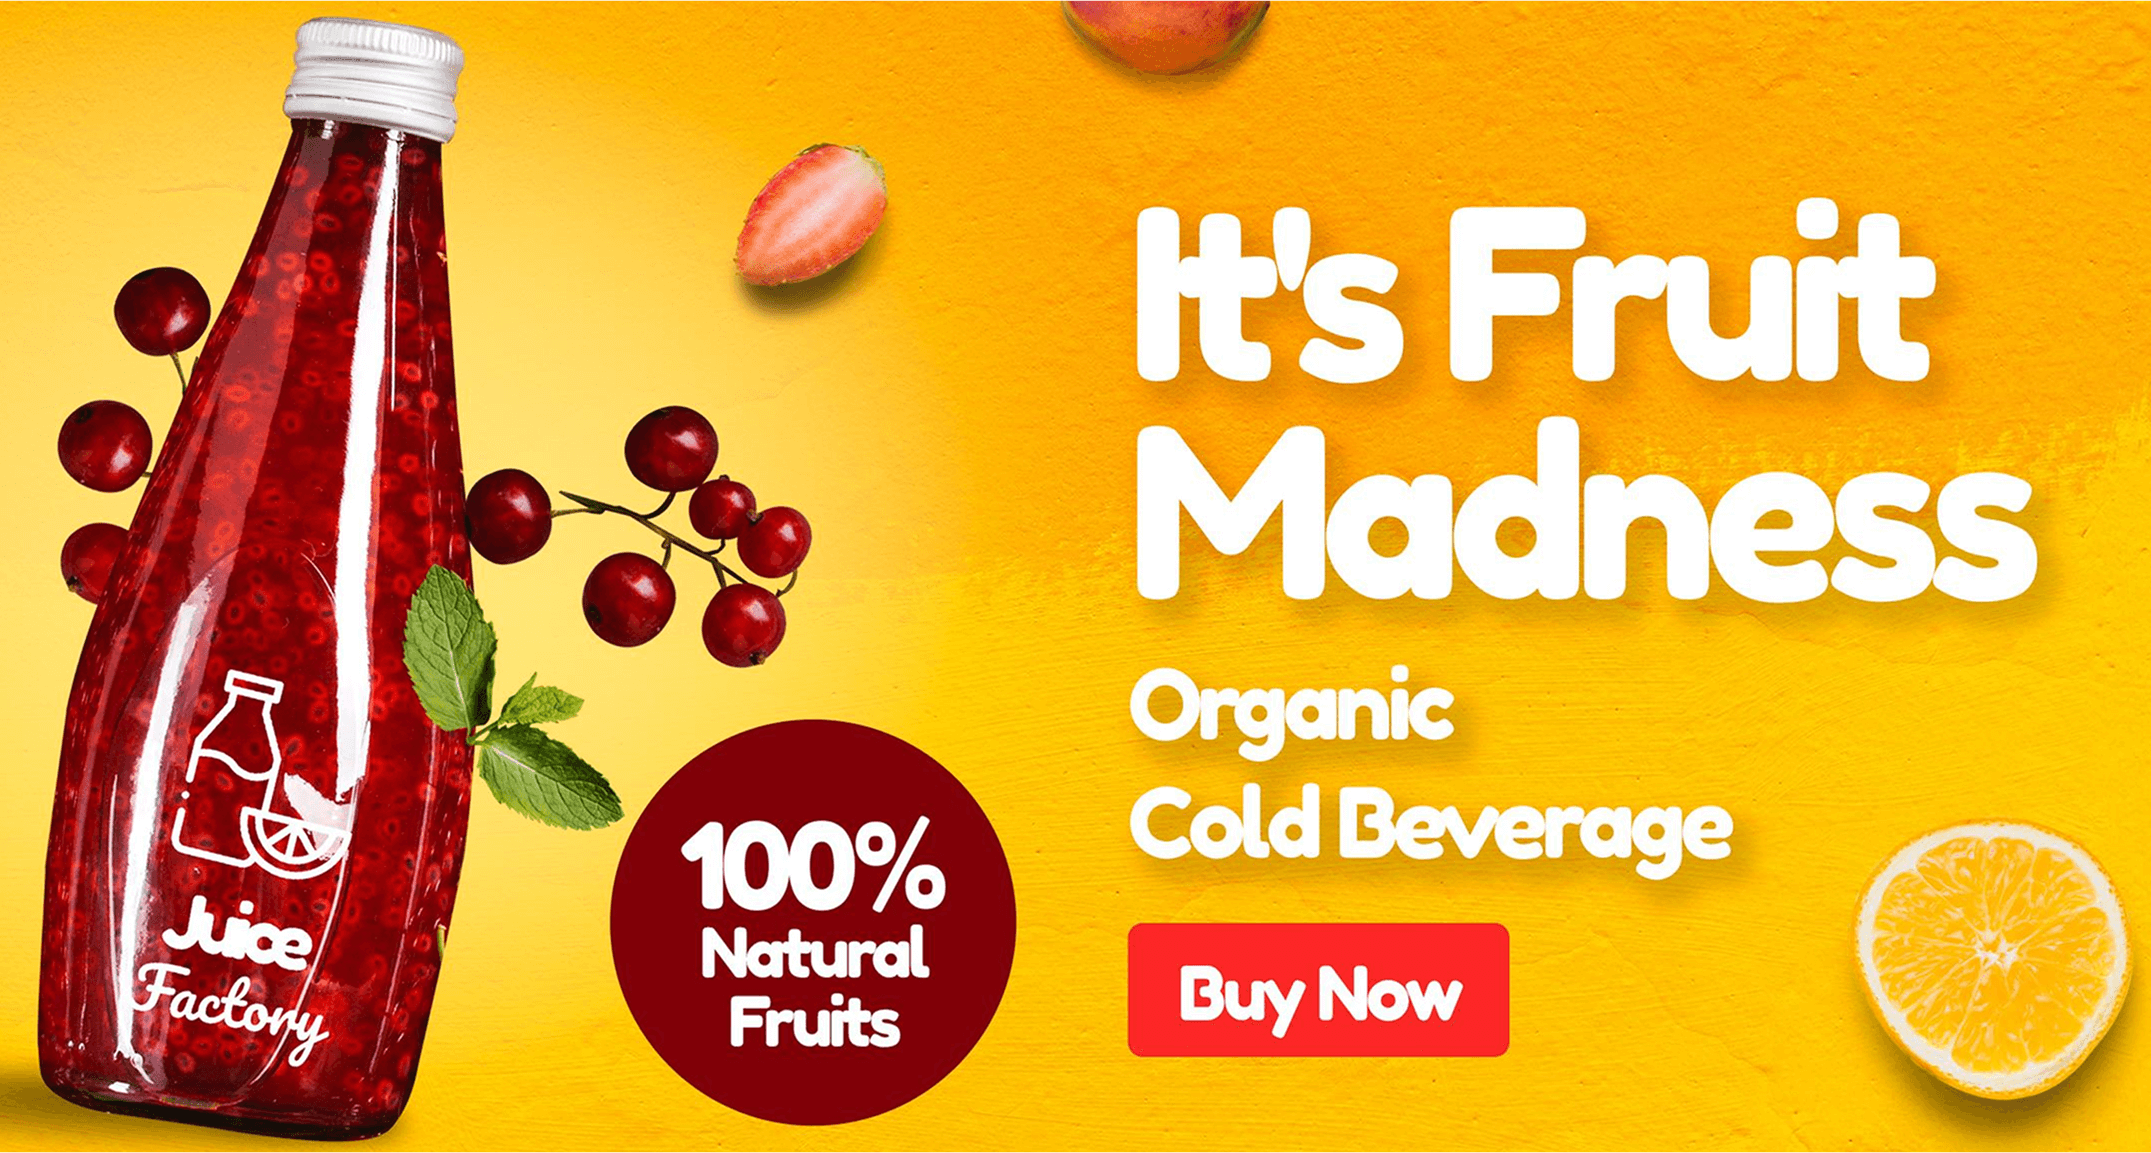 It's Fruit
Madness
Organic
Cold Beverage
Buy Now
100%
Natural
Fruits
Juice
Factory